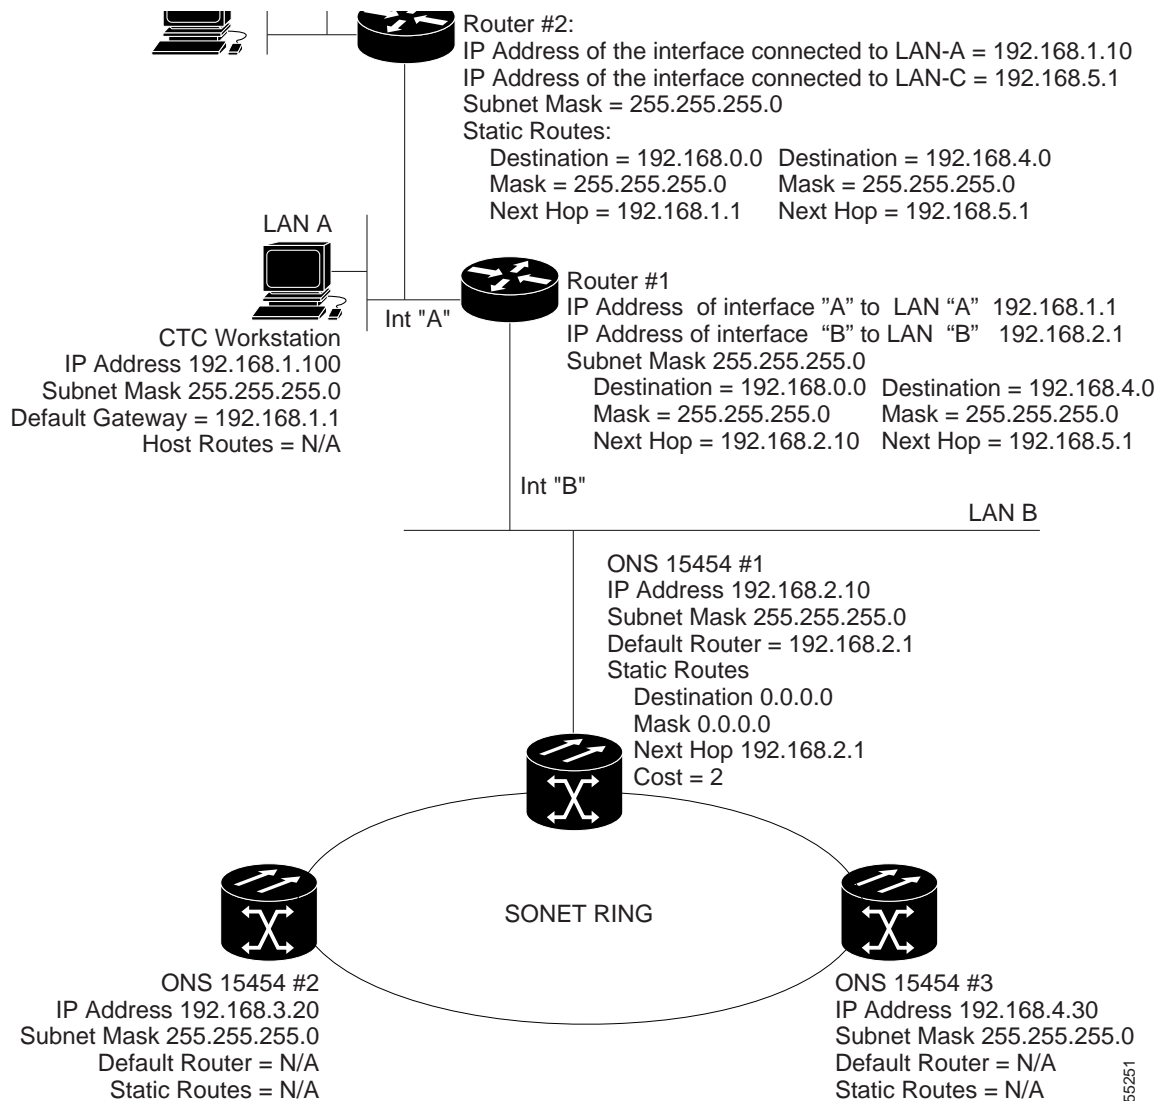 Router #2:
IP Address of the interface connected to LAN-A = 192.168.1.10
IP Address of the interface connected to LAN-C = 192.168.5.1
Subnet Mask = 255.255.255.0
Static Routes:
Destination = 192.168.0.0 Destination = 192.168.4.0
Mask = 255.255.255.0 Mask = 255.255.255.0
Next Hop = 192.168.1.1 Next Hop = 192.168.5.1
LAN A
Int "A"
Router #1
IP Address of interface ”A” to LAN “A” 192.168.1.1
IP Address of interface “B” to LAN “B” 192.168.2.1
Subnet Mask 255.255.255.0
Destination = 192.168.0.0 Destination = 192.168.4.0
Mask = 255.255.255.0 Mask = 255.255.255.0
Next Hop = 192.168.2.10 Next Hop = 192.168.5.1
CTC Workstation
IP Address 192.168.1.100
Subnet Mask 255.255.255.0
Default Gateway = 192.168.1.1
Host Routes = N/A
Int "B"
LAN B
ONS 15454 #1
IP Address 192.168.2.10
Subnet Mask 255.255.255.0
Default Router = 192.168.2.1
Static Routes
Destination 0.0.0.0
Mask 0.0.0.0
Next Hop 192.168.2.1
Cost = 2
SONET RING
ONS 15454 #2
IP Address 192.168.3.20
Subnet Mask 255.255.255.0
Default Router = N/A
Static Routes = N/A
ONS 15454 #3
IP Address 192.168.4.30
Subnet Mask 255.255.255.0
Default Router = N/A
Static Routes = N/A
55251